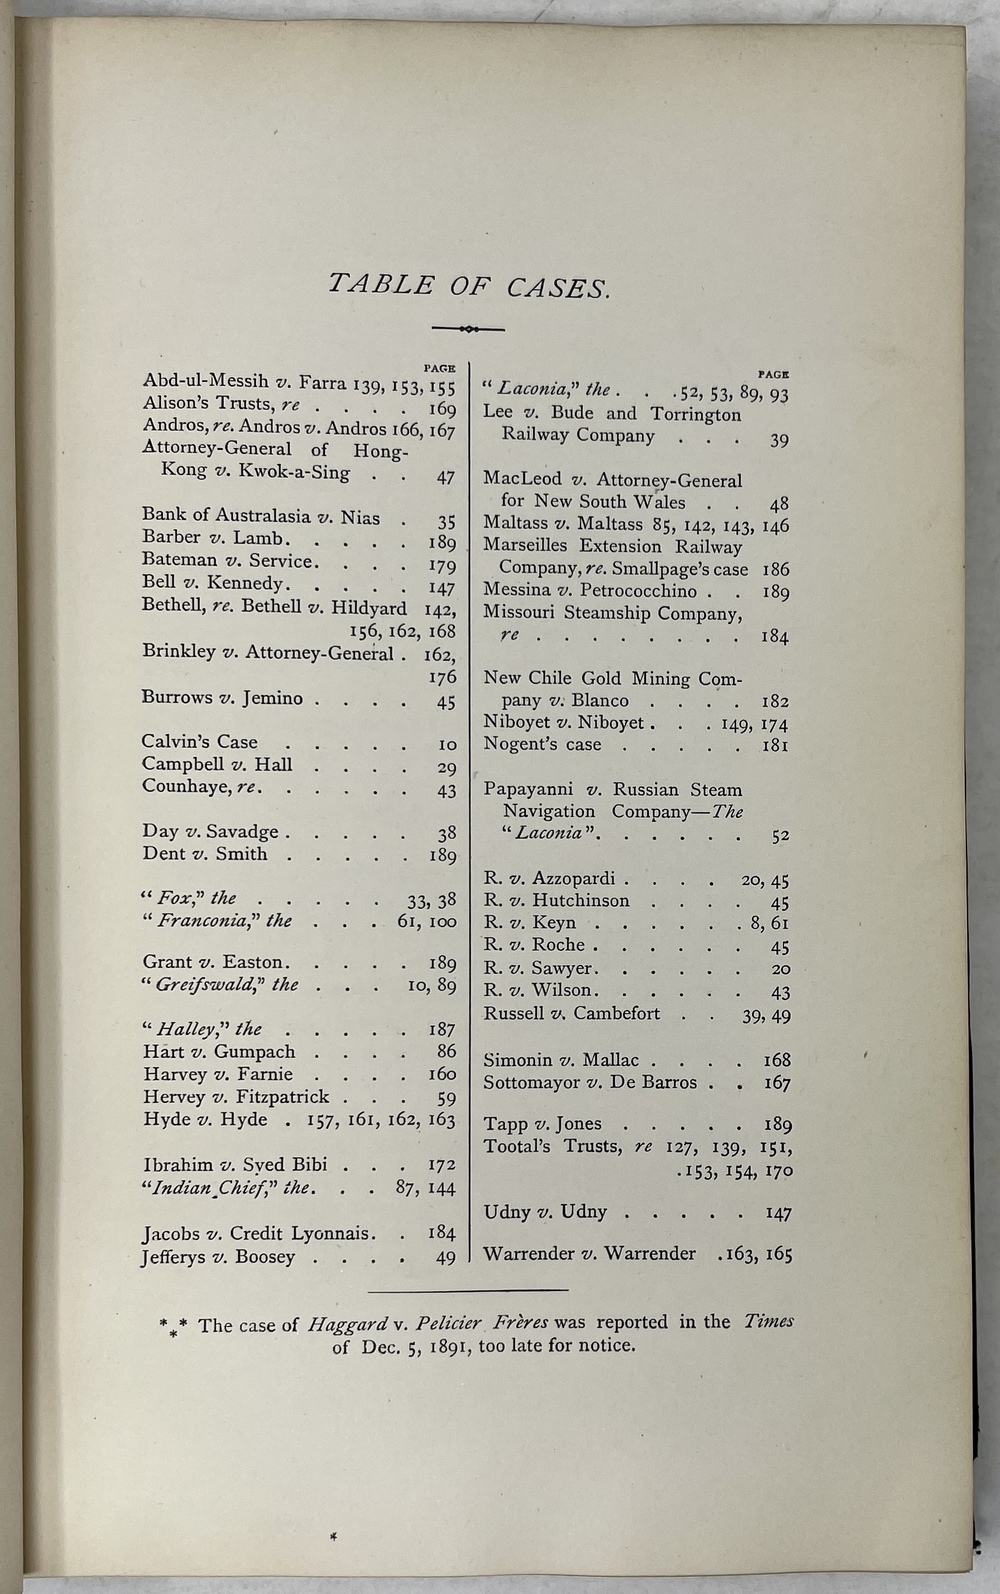 TABLE OF CASES.
PAGE
Abd-ul-Messih v. Farra 139, 153, 155
Alison's Trusts, re . . . . 169
Andros, re. Andros v. Andros 166, 167
Attorney-General of Hong-
Kong v. Kwok-a-Sing . . 47
Bank of Australasia v. Nias . 35
Barber v. Lamb. . . . . 189
Bateman v. Service. . . . 179
Bell v. Kennedy. . . . . 147
Bethell, re. Bethell v. Hildyard 142,
156, 162, 168
Brinkley v. Attorney-General . 162,
176
Burrows v. Jemino . . . . 45
Calvin's Case . . . . . 10
Campbell v. Hall . . . . 29
Counhaye, re. . . . . . 43
Day v. Savadge . . . . . 38
Dent v. Smith . . . . . 189
“Fox,” the . . . . . 33, 38
“Franconia,” the . . . 61, 100
Grant v. Easton. . . . . 189
“Greifswald,” the . . . 10, 89
“Halley,” the . . . . . 187
Hart v. Gumpach . . . . 86
Harvey v. Farnie . . . . 160
Hervey v. Fitzpatrick . . . 59
Hyde v. Hyde . 157, 161, 162, 163
Ibrahim v. Syed Bibi . . . 172
“Indian Chief,” the. . . 87, 144
Jacobs v. Credit Lyonnais. . 184
Jefferys v. Boosey . . . . 49
PAGE
“Laconia,” the . . . 52, 53, 89, 93
Lee v. Bude and Torrington
Railway Company . . . 39
MacLeod v. Attorney-General
for New South Wales . . 48
Maltass v. Maltass 85, 142, 143, 146
Marseilles Extension Railway
Company, re. Smallpage's case 186
Messina v. Petrococchino . . 189
Missouri Steamship Company,
re . . . . . . . . 184
New Chile Gold Mining Com-
pany v. Blanco . . . . 182
Niboyet v. Niboyet . . . 149, 174
Nogent's case . . . . . 181
Papayanni v. Russian Steam
Navigation Company—The
“Laconia”. . . . . . 52
R. v. Azzopardi . . . . 20, 45
R. v. Hutchinson . . . . 45
R. v. Keyn . . . . . . 8, 61
R. v. Roche . . . . . . 45
R. v. Sawyer. . . . . . 20
R. v. Wilson. . . . . . 43
Russell v. Cambefort . . 39, 49
Simonin v. Mallac . . . . 168
Sottomayor v. De Barros . . 167
Tapp v. Jones . . . . . 189
Tootal's Trusts, re 127, 139, 151,
. 153, 154, 170
Udny v. Udny . . . . . 147
Warrender v. Warrender . 163, 165
*⁎* The case of Haggard v. Pelicier Frères was reported in the Times
of Dec. 5, 1891, too late for notice.